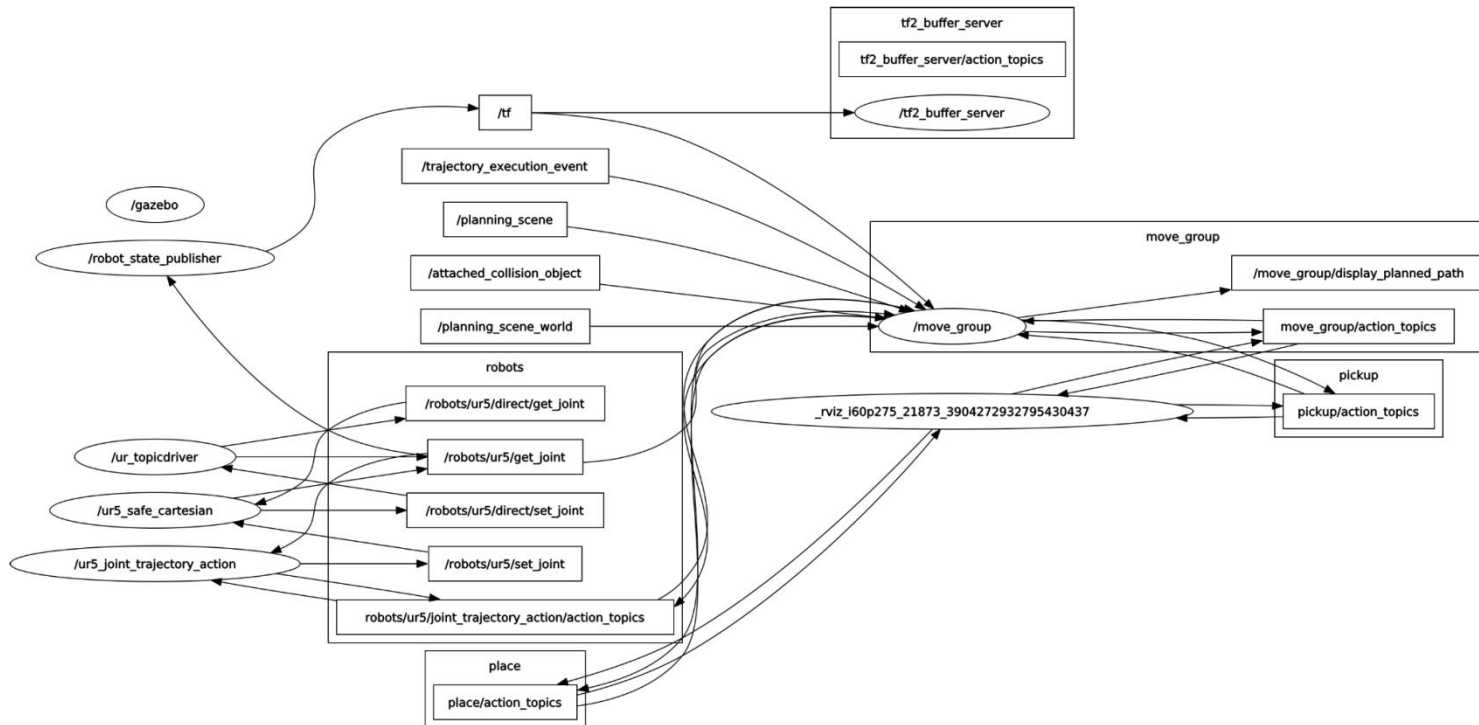 tf2_buffer_server
tf2_buffer_server/action_topics
/tf
/tf2_buffer_server
/trajectory_execution_event
/gazebo
/planning_scene
move_group
/robot_state_publisher
/attached_collision_object
/move_group/display_planned_path
/planning_scene_world
/move_group
move_group/action_topics
robots
pickup
/robots/ur5/direct/get_joint
_rviz_i60p275_21873_3904272932795430437
pickup/action_topics
/ur_topicdriver
/robots/ur5/get_joint
/ur5_safe_cartesian
/robots/ur5/direct/set_joint
/ur5_joint_trajectory_action
/robots/ur5/set_joint
robots/ur5/joint_trajectory_action/action_topics
place
place/action_topics